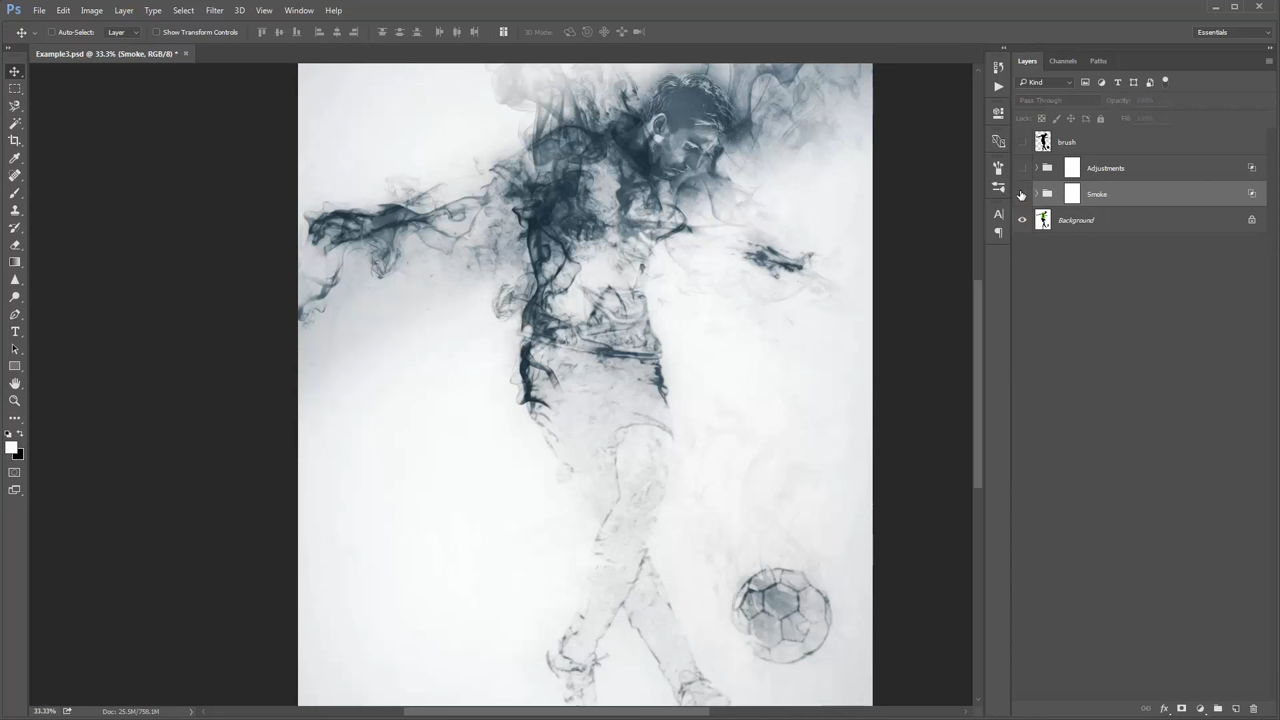 Ps File Edit Image Layer Type Select Filter 3D View Window Help
Auto-Select: Layer Show Transform Controls 3D Mode: Essentials
Example3.psd @ 33.3% (Smoke, RGB/8) * ×
Layers Channels Paths
Kind
Pass Through Opacity: 100%
Lock: Fill: 100%
brush
Adjustments
Smoke
Background
33.33% Doc: 25.5M/758.1M